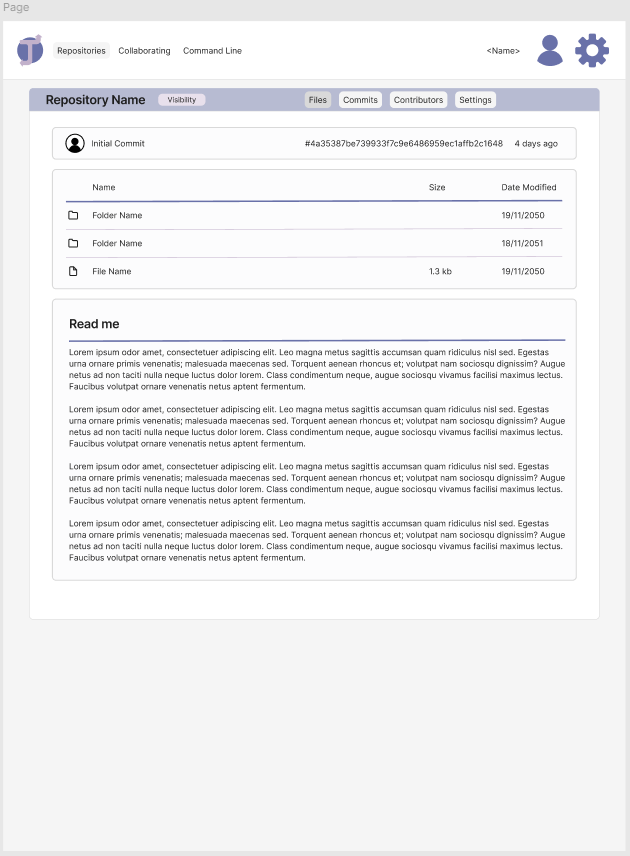 Page
Repositories Collaborating Command Line <Name>
Repository Name Visibility Files Commits Contributors Settings
Initial Commit #4a35387be739933f7c9e6486959ec1affb2c1648 4 days ago
Name Size Date Modified
Folder Name 19/11/2050
Folder Name 18/11/2051
File Name 1.3 kb 19/11/2050
Read me
Lorem ipsum odor amet, consectetuer adipiscing elit. Leo magna metus sagittis accumsan quam ridiculus nisl sed. Egestas
urna ornare primis venenatis; malesuada maecenas sed. Torquent aenean rhoncus et; volutpat nam sociosqu dignissim? Augue
netus ad non taciti nulla neque luctus dolor lorem. Class condimentum neque, augue sociosqu vivamus facilisi maximus lectus.
Faucibus volutpat ornare venenatis netus aptent fermentum.
Lorem ipsum odor amet, consectetuer adipiscing elit. Leo magna metus sagittis accumsan quam ridiculus nisl sed. Egestas
urna ornare primis venenatis; malesuada maecenas sed. Torquent aenean rhoncus et; volutpat nam sociosqu dignissim? Augue
netus ad non taciti nulla neque luctus dolor lorem. Class condimentum neque, augue sociosqu vivamus facilisi maximus lectus.
Faucibus volutpat ornare venenatis netus aptent fermentum.
Lorem ipsum odor amet, consectetuer adipiscing elit. Leo magna metus sagittis accumsan quam ridiculus nisl sed. Egestas
urna ornare primis venenatis; malesuada maecenas sed. Torquent aenean rhoncus et; volutpat nam sociosqu dignissim? Augue
netus ad non taciti nulla neque luctus dolor lorem. Class condimentum neque, augue sociosqu vivamus facilisi maximus lectus.
Faucibus volutpat ornare venenatis netus aptent fermentum.
Lorem ipsum odor amet, consectetuer adipiscing elit. Leo magna metus sagittis accumsan quam ridiculus nisl sed. Egestas
urna ornare primis venenatis; malesuada maecenas sed. Torquent aenean rhoncus et; volutpat nam sociosqu dignissim? Augue
netus ad non taciti nulla neque luctus dolor lorem. Class condimentum neque, augue sociosqu vivamus facilisi maximus lectus.
Faucibus volutpat ornare venenatis netus aptent fermentum.